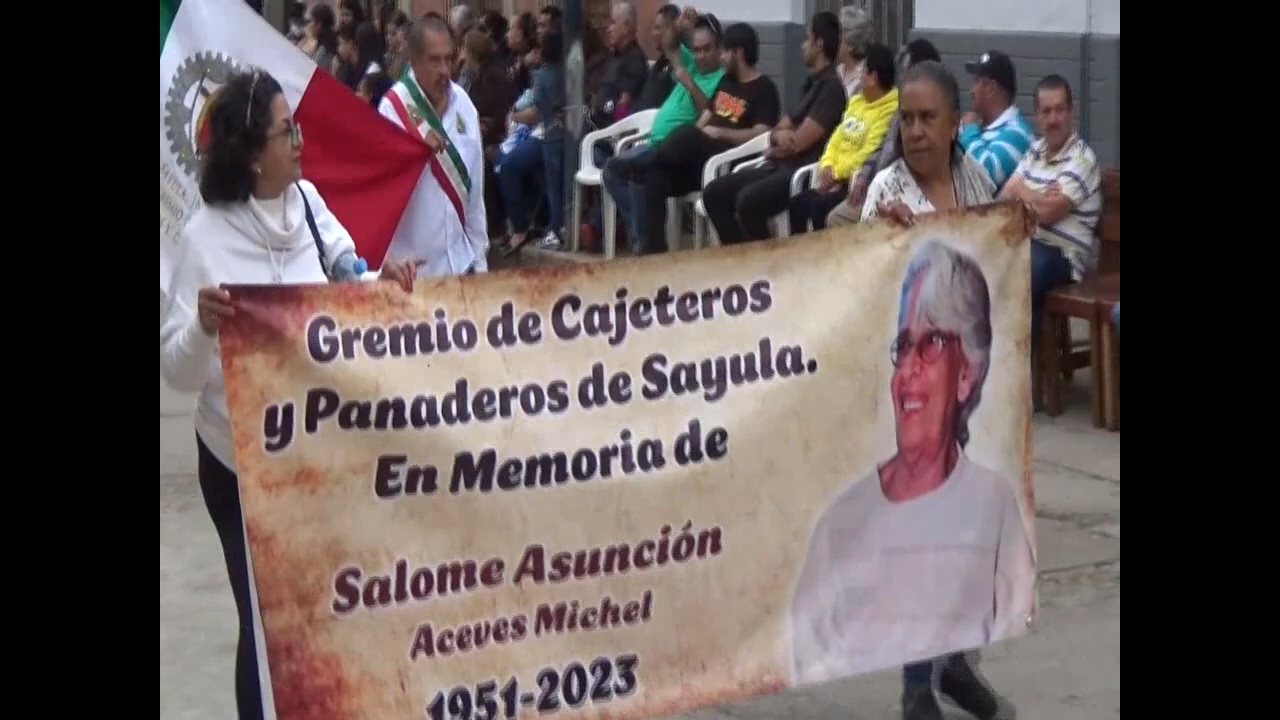 Gremio de Cajeteros
y Panaderos de Sayula.
En Memoria de
Salome Asunción
Aceves Michel
1951-2023